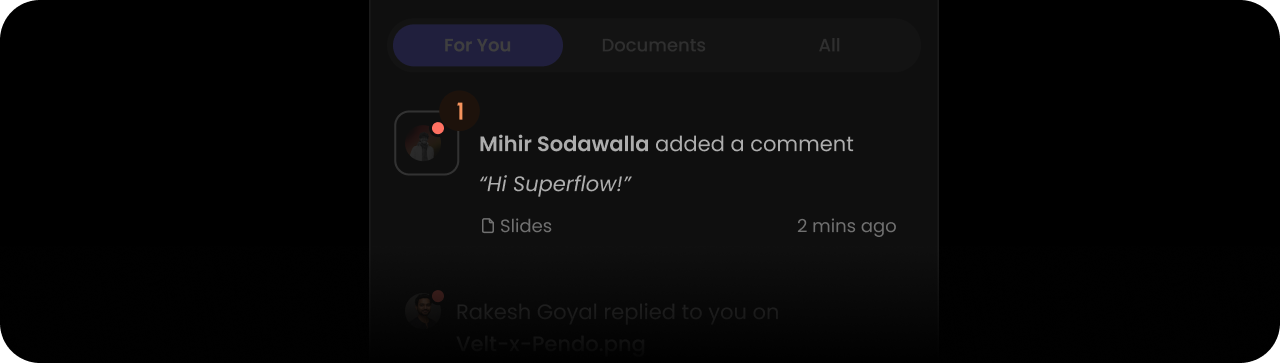 For You Documents All
1
Mihir Sodawalla added a comment
“Hi Superflow!”
Slides 2 mins ago
Rakesh Goyal replied to you on
Velt-x-Pendo.png